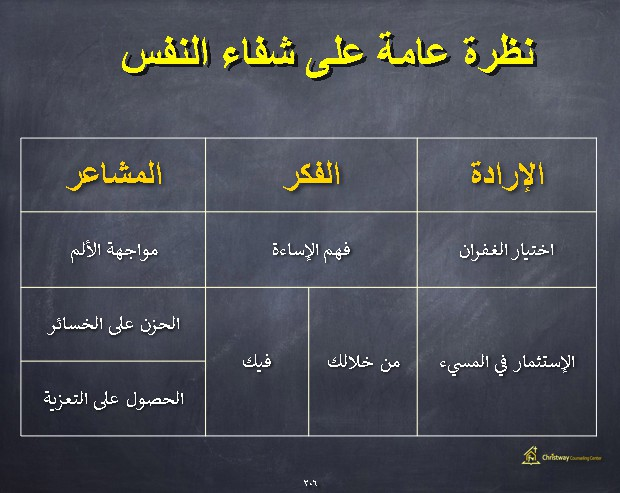 نظرة عامة على شفاء النفس
الإرادة
الفكر
المشاعر
اختيار الغفران
فهم الإساءة
مواجهة الألم
الإستثمار في المسيء
من خلالك
فيك
الحزن على الخسائر
الحصول على التعزية
Christway Counseling Center
٢٠٦